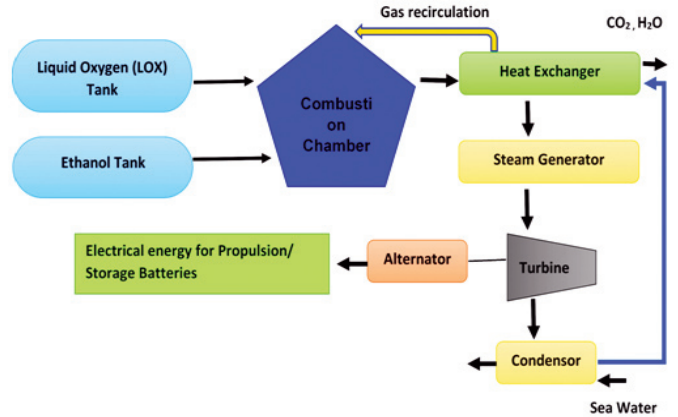 Gas recirculation
CO2, H2O
Liquid Oxygen (LOX)
Tank
Heat Exchanger
Combusti
on
Chamber
Ethanol Tank
Steam Generator
Electrical energy for Propulsion/
Storage Batteries
Alternator
Turbine
Condensor
Sea Water